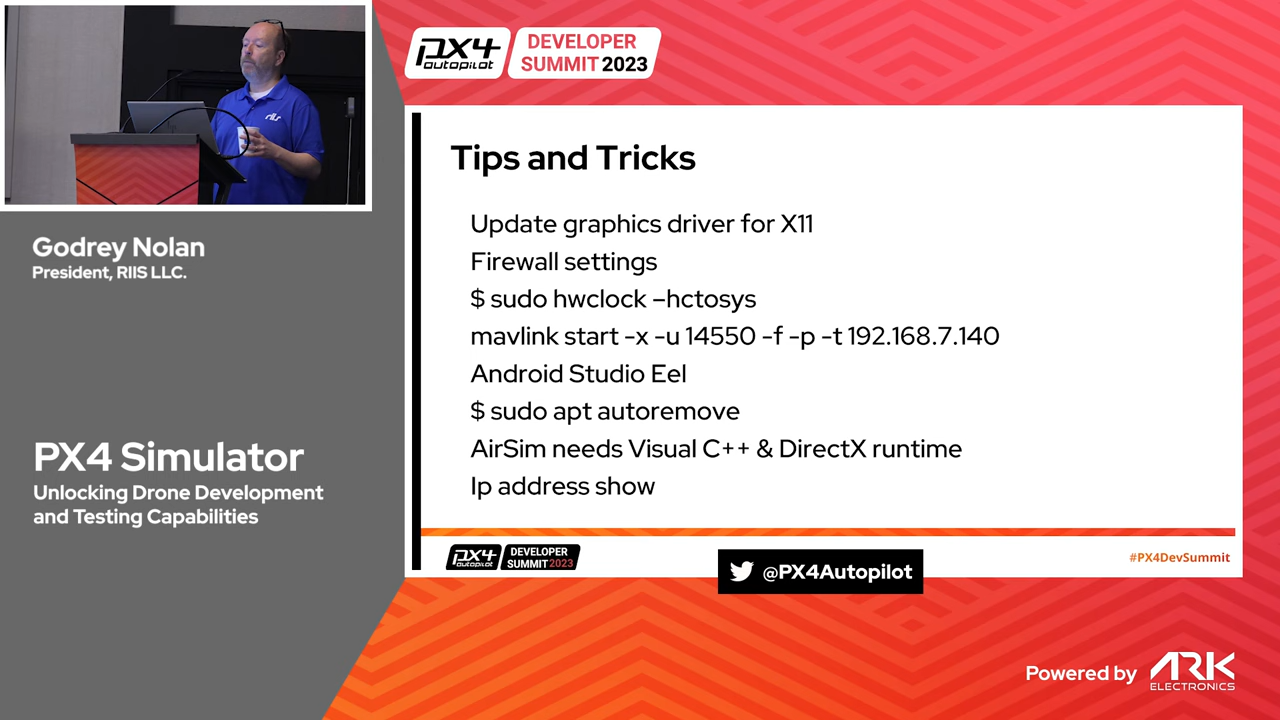 PX4
autopilot
DEVELOPER
SUMMIT 2023
riis
Godrey Nolan
President, RIIS LLC.
PX4 Simulator
Unlocking Drone Development
and Testing Capabilities
Tips and Tricks
Update graphics driver for X11
Firewall settings
$ sudo hwclock –hctosys
mavlink start -x -u 14550 -f -p -t 192.168.7.140
Android Studio Eel
$ sudo apt autoremove
AirSim needs Visual C++ & DirectX runtime
Ip address show
PX4
autopilot
DEVELOPER
SUMMIT 2023
@PX4Autopilot
#PX4DevSummit
Powered by
ARK
ELECTRONICS